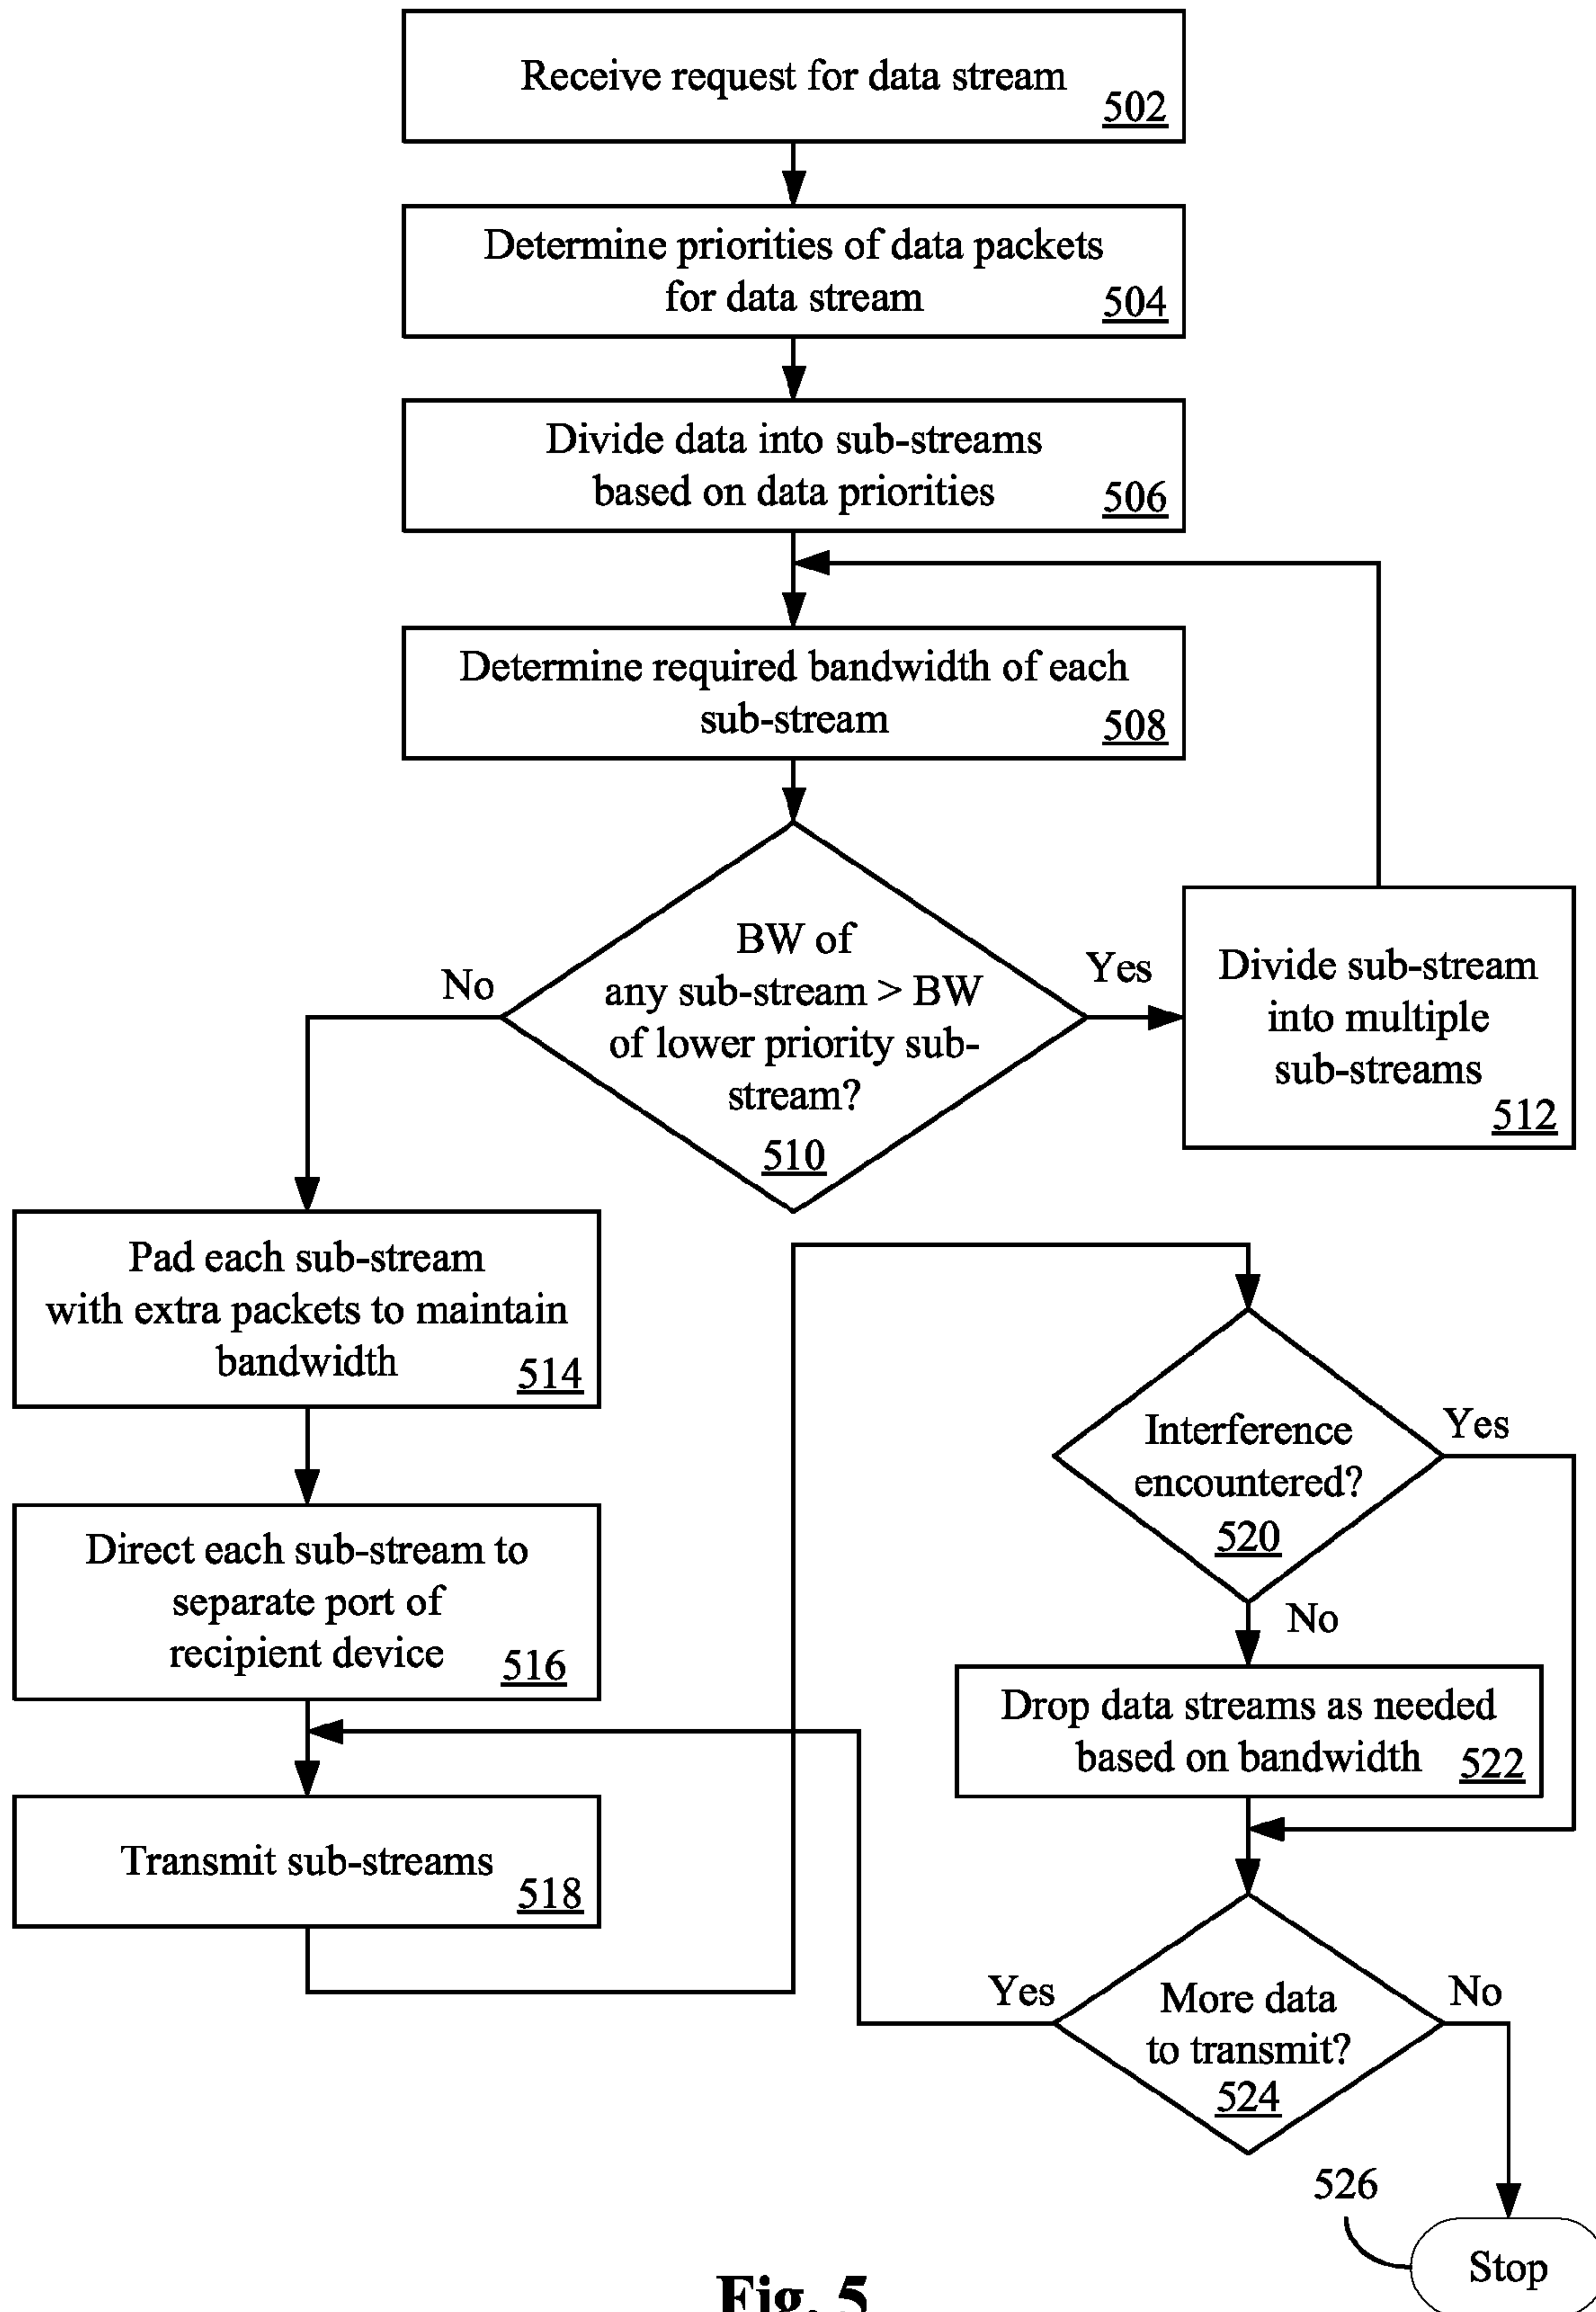 Receive request for data stream
502
Determine priorities of data packets
for data stream
504
Divide data into sub-streams
based on data priorities
506
Determine required bandwidth of each
sub-stream
508
BW of
any sub-stream > BW
of lower priority sub-
stream?
510
No
Yes
Divide sub-stream
into multiple
sub-streams
512
Pad each sub-stream
with extra packets to maintain
bandwidth
514
Direct each sub-stream to
separate port of
recipient device
516
Transmit sub-streams
518
Interference
encountered?
520
Yes
No
Drop data streams as needed
based on bandwidth
522
More data
to transmit?
524
Yes
No
526
Stop
Fig. 5